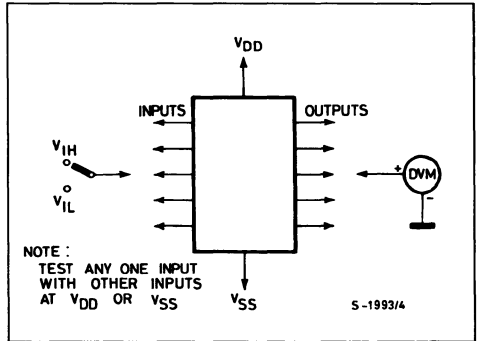 VDD
INPUTS OUTPUTS
VIH
VIL
+ DVM
-
NOTE :
TEST ANY ONE INPUT
WITH OTHER INPUTS
AT VDD OR VSS
VSS
S-1993/4